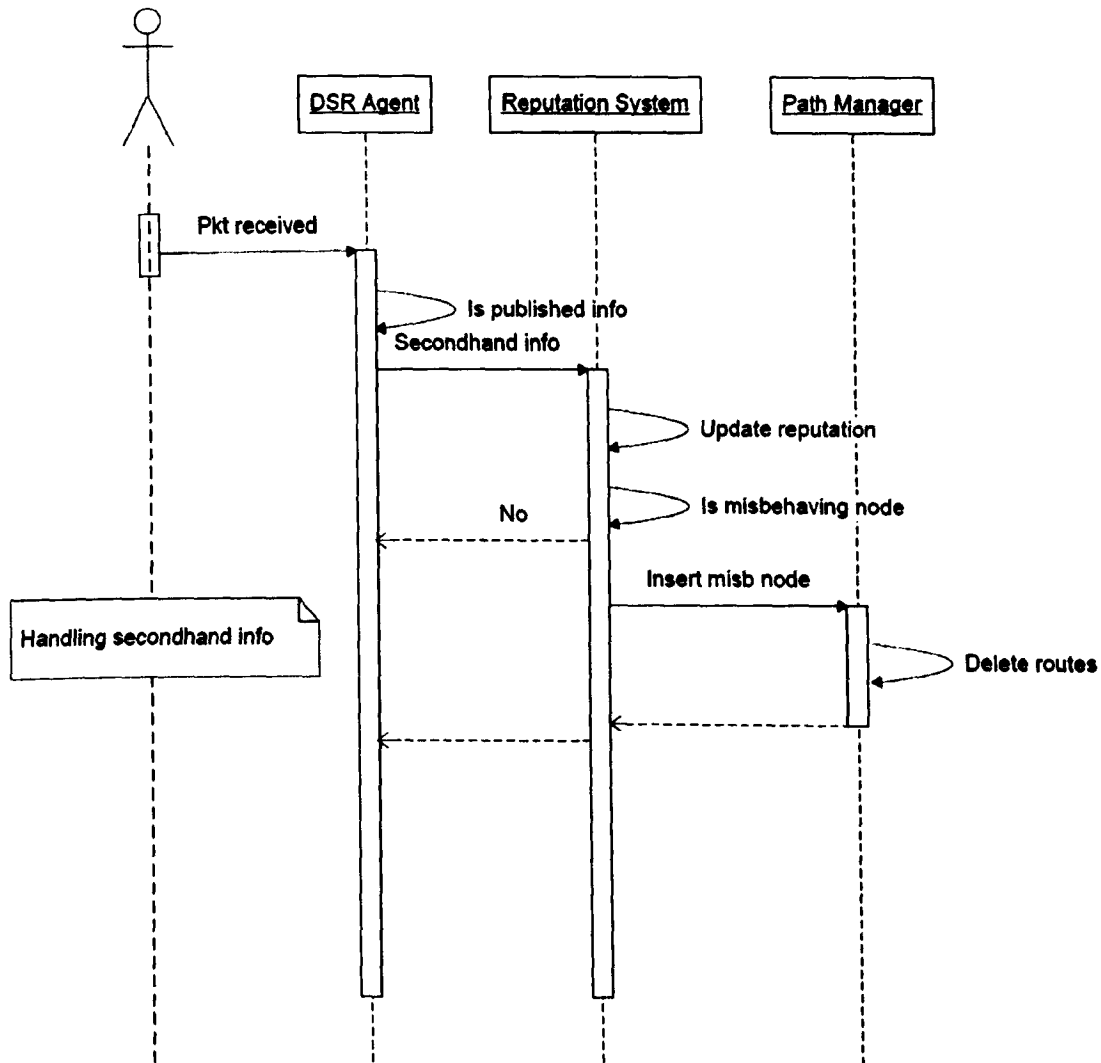 DSR Agent
Reputation System
Path Manager
Pkt received
Is published info
Secondhand info
Update reputation
Is misbehaving node
No
Insert misb node
Handling secondhand info
Delete routes